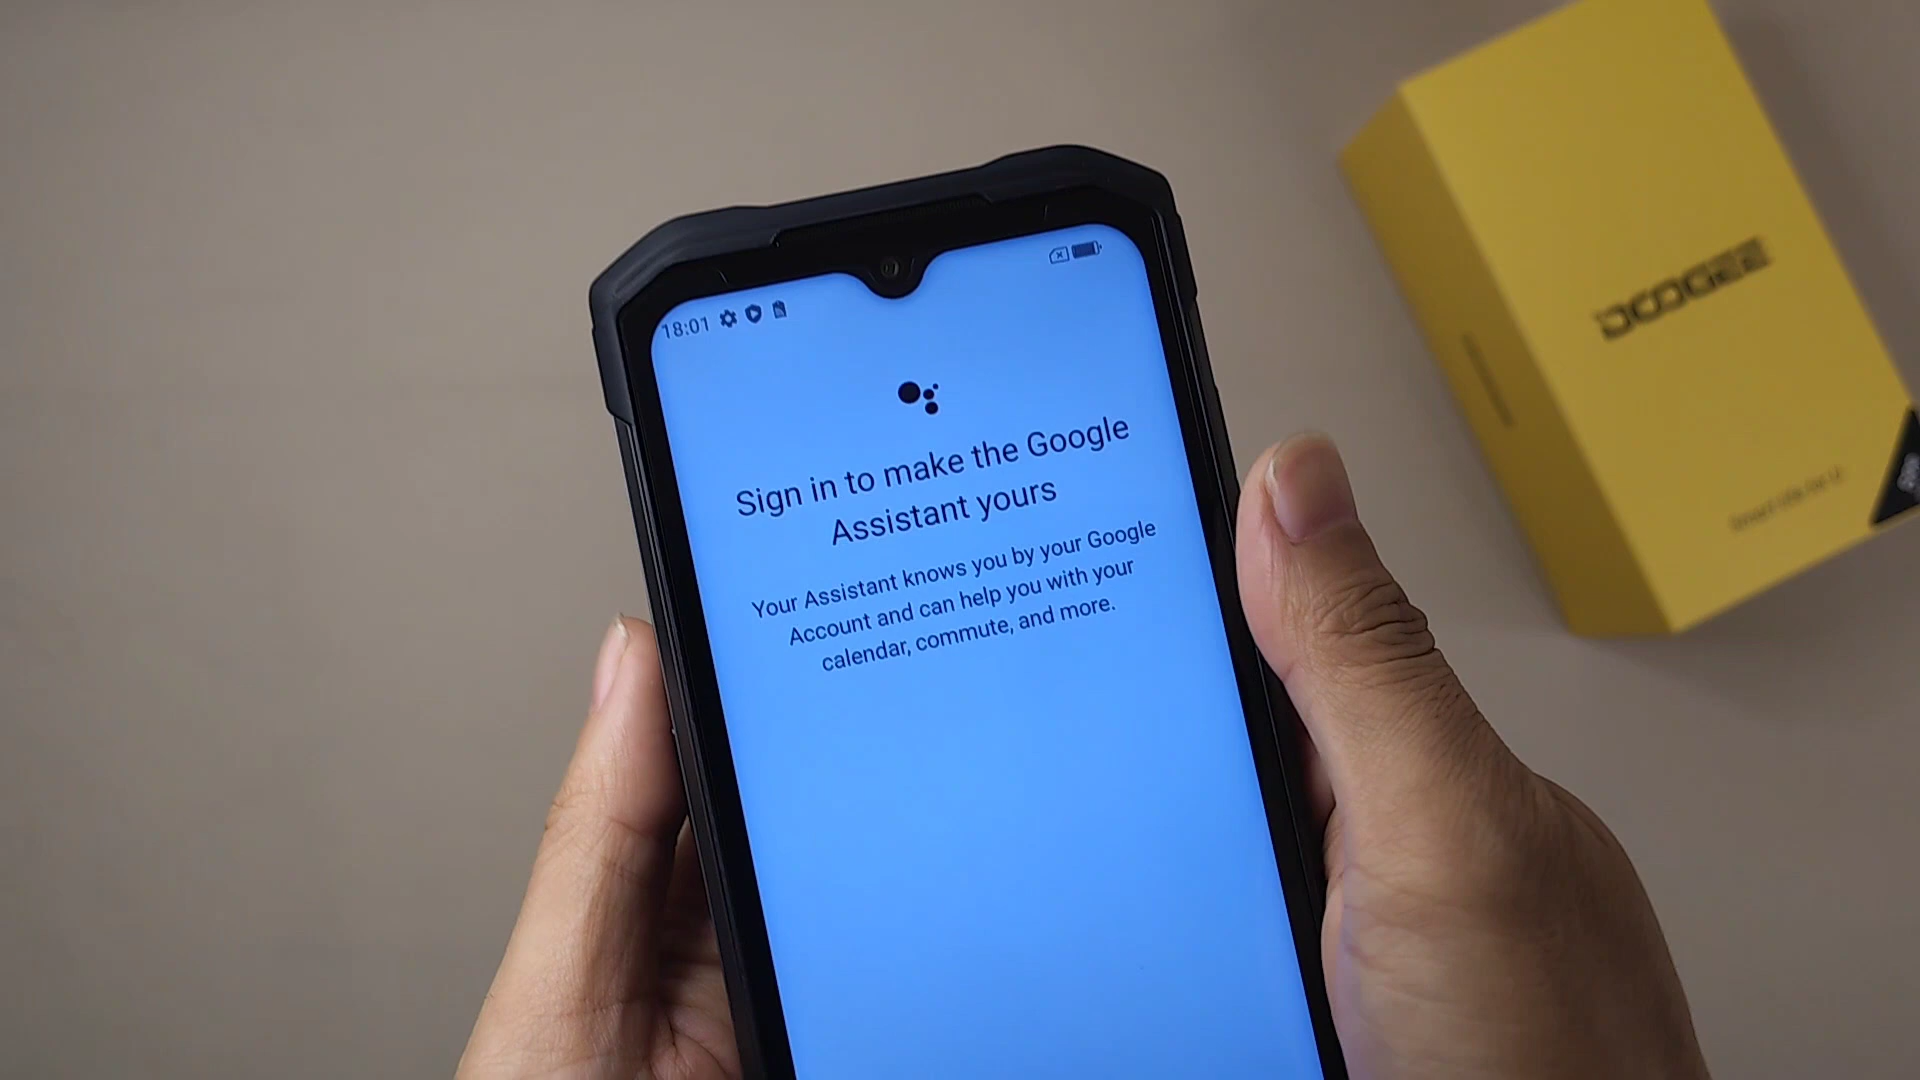 18:01
Sign in to make the Google
Assistant yours
Your Assistant knows you by your Google
Account and can help you with your
calendar, commute, and more.
DOOGEE